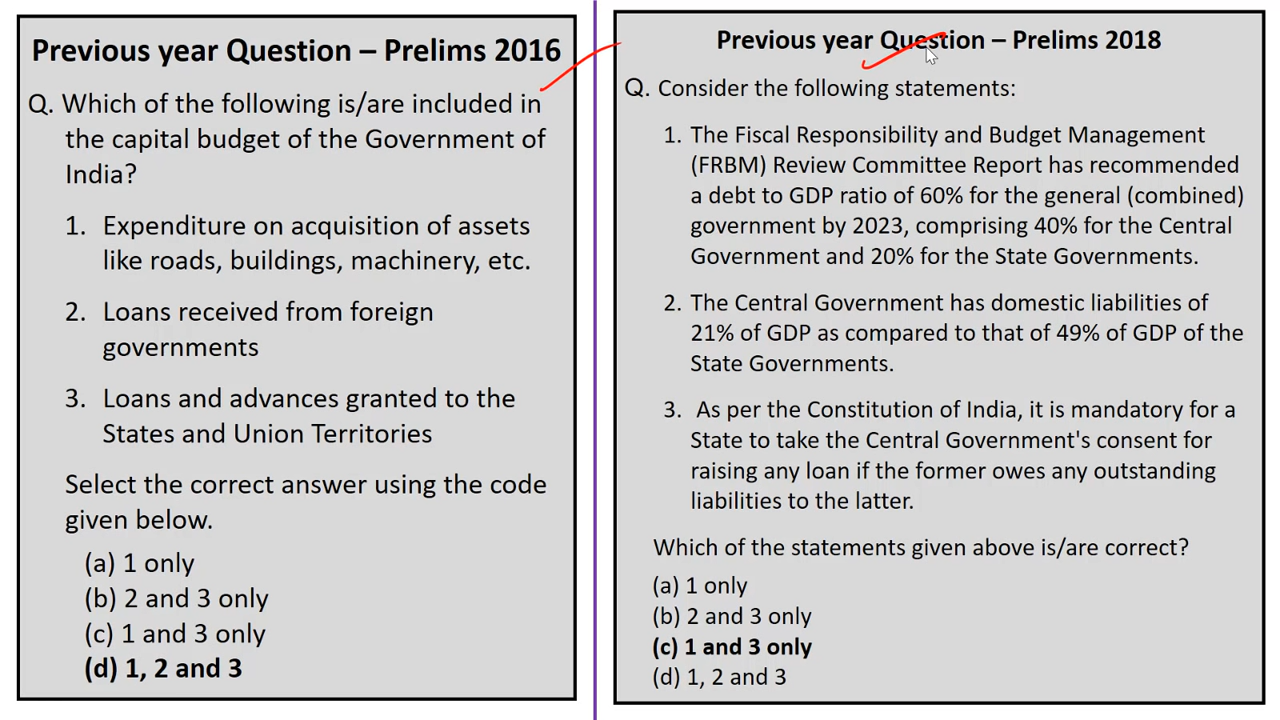 Previous year Question – Prelims 2016
Q. Which of the following is/are included in
the capital budget of the Government of
India?
1. Expenditure on acquisition of assets
like roads, buildings, machinery, etc.
2. Loans received from foreign
governments
3. Loans and advances granted to the
States and Union Territories
Select the correct answer using the code
given below.
(a) 1 only
(b) 2 and 3 only
(c) 1 and 3 only
(d) 1, 2 and 3
Previous year Question – Prelims 2018
Q. Consider the following statements:
1. The Fiscal Responsibility and Budget Management
(FRBM) Review Committee Report has recommended
a debt to GDP ratio of 60% for the general (combined)
government by 2023, comprising 40% for the Central
Government and 20% for the State Governments.
2. The Central Government has domestic liabilities of
21% of GDP as compared to that of 49% of GDP of the
State Governments.
3. As per the Constitution of India, it is mandatory for a
State to take the Central Government's consent for
raising any loan if the former owes any outstanding
liabilities to the latter.
Which of the statements given above is/are correct?
(a) 1 only
(b) 2 and 3 only
(c) 1 and 3 only
(d) 1, 2 and 3